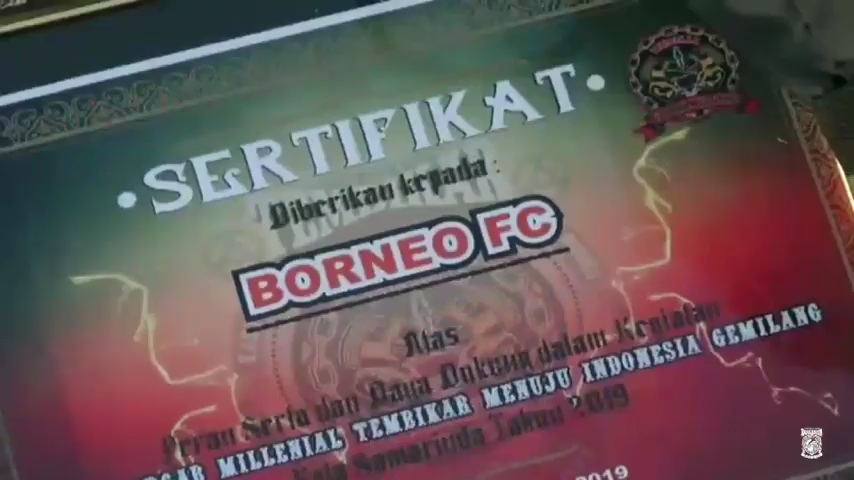 • SERTIFIKAT •
Diberikan kepada :
BORNEO FC
Atas
Peran Serta dan Daya Dukung dalam Kegiatan
MILLENIAL TEMBIKAR MENUJU INDONESIA GEMILANG
Kota Samarinda Tahun 2019
2019